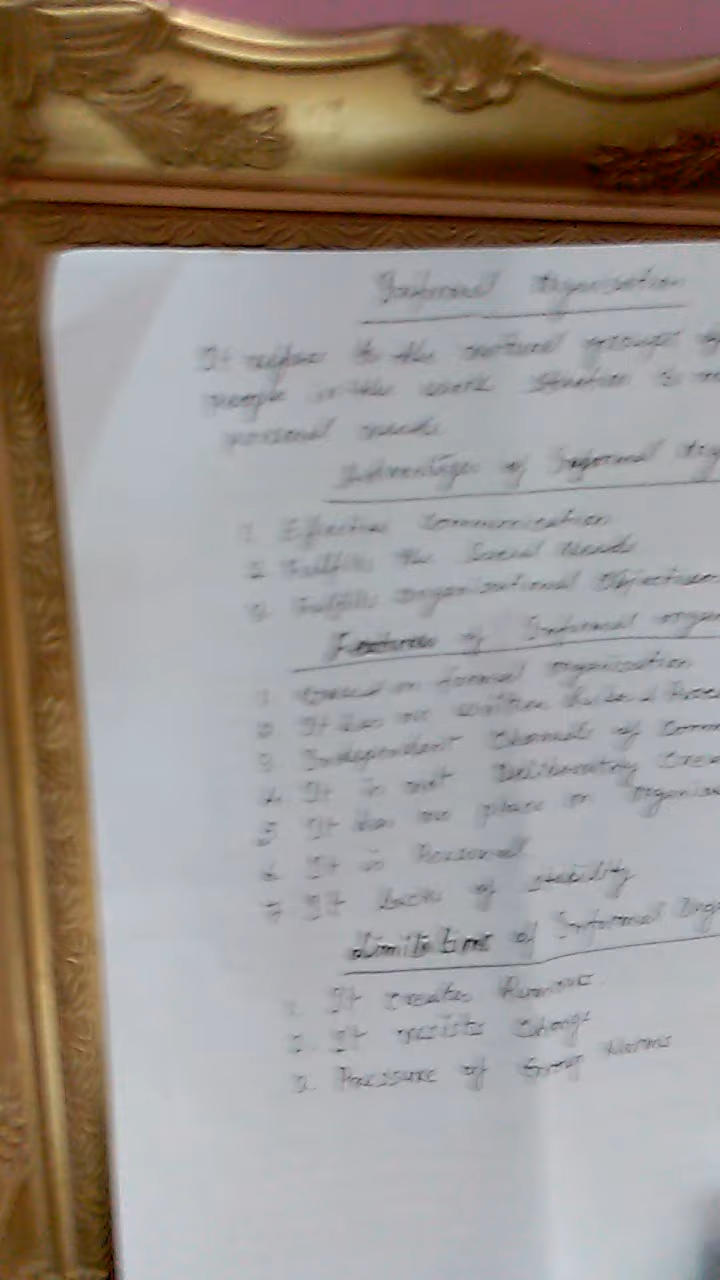 Informal Organisation
It refers to the natural groups of
people in the work situation to
personal needs
Advantages of Informal
1. Effective Communication
2. Fulfills the Social Needs
3. Fulfills Organisational Objectives
Features of Informal
1. Based on formal Organisation
2. It has no written Rules &
3. Independent Channels of
4. It is not Deliberately
5. It has no place on
6. It is Personal
7. It lack of stability
Limitations of Informal
1. It creates Rumours
2. It resists Change
3. Pressure of Group Norms